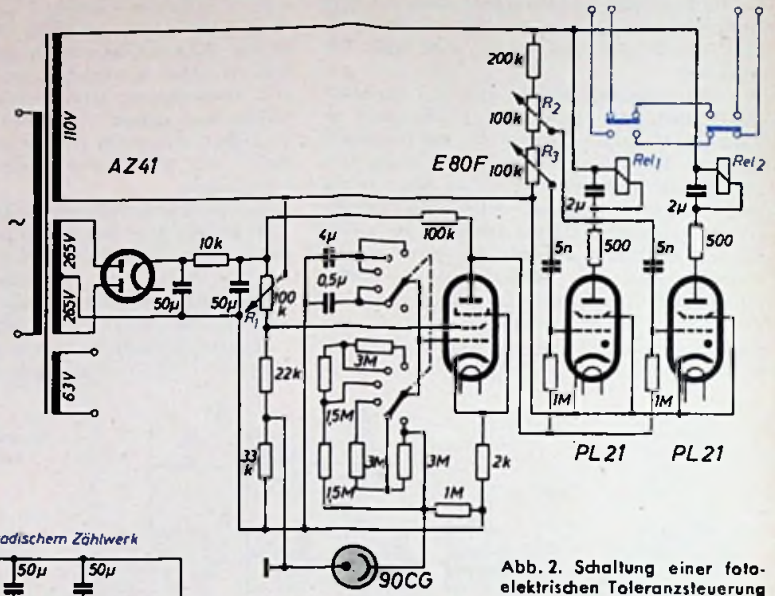 200k
R2
100k
R3
100k
110V
AZ41
E80F
Rel1
Rel2
2µ
2µ
500
500
5n
5n
~
265V
265V
10k
50µ
50µ
100k
4µ
0,5µ
100
k
R1
22k
33
k
3M
1,5M
1,5M
3M
3M
2k
1M
1M
1M
6,3V
PL21
PL21
adischem Zählwerk
50µ
50µ
90CG
Abb. 2. Schaltung einer foto-
elektrischen Toleranzsteuerung